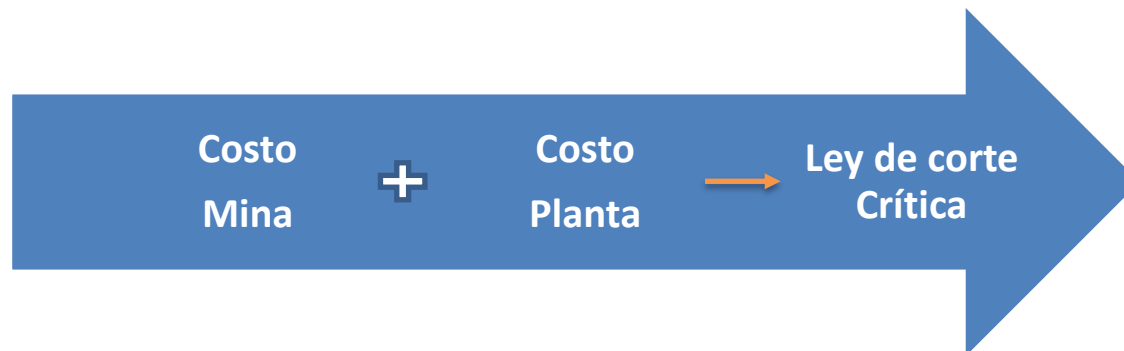 Costo
Mina
+
Costo
Planta
Ley de corte
Crítica